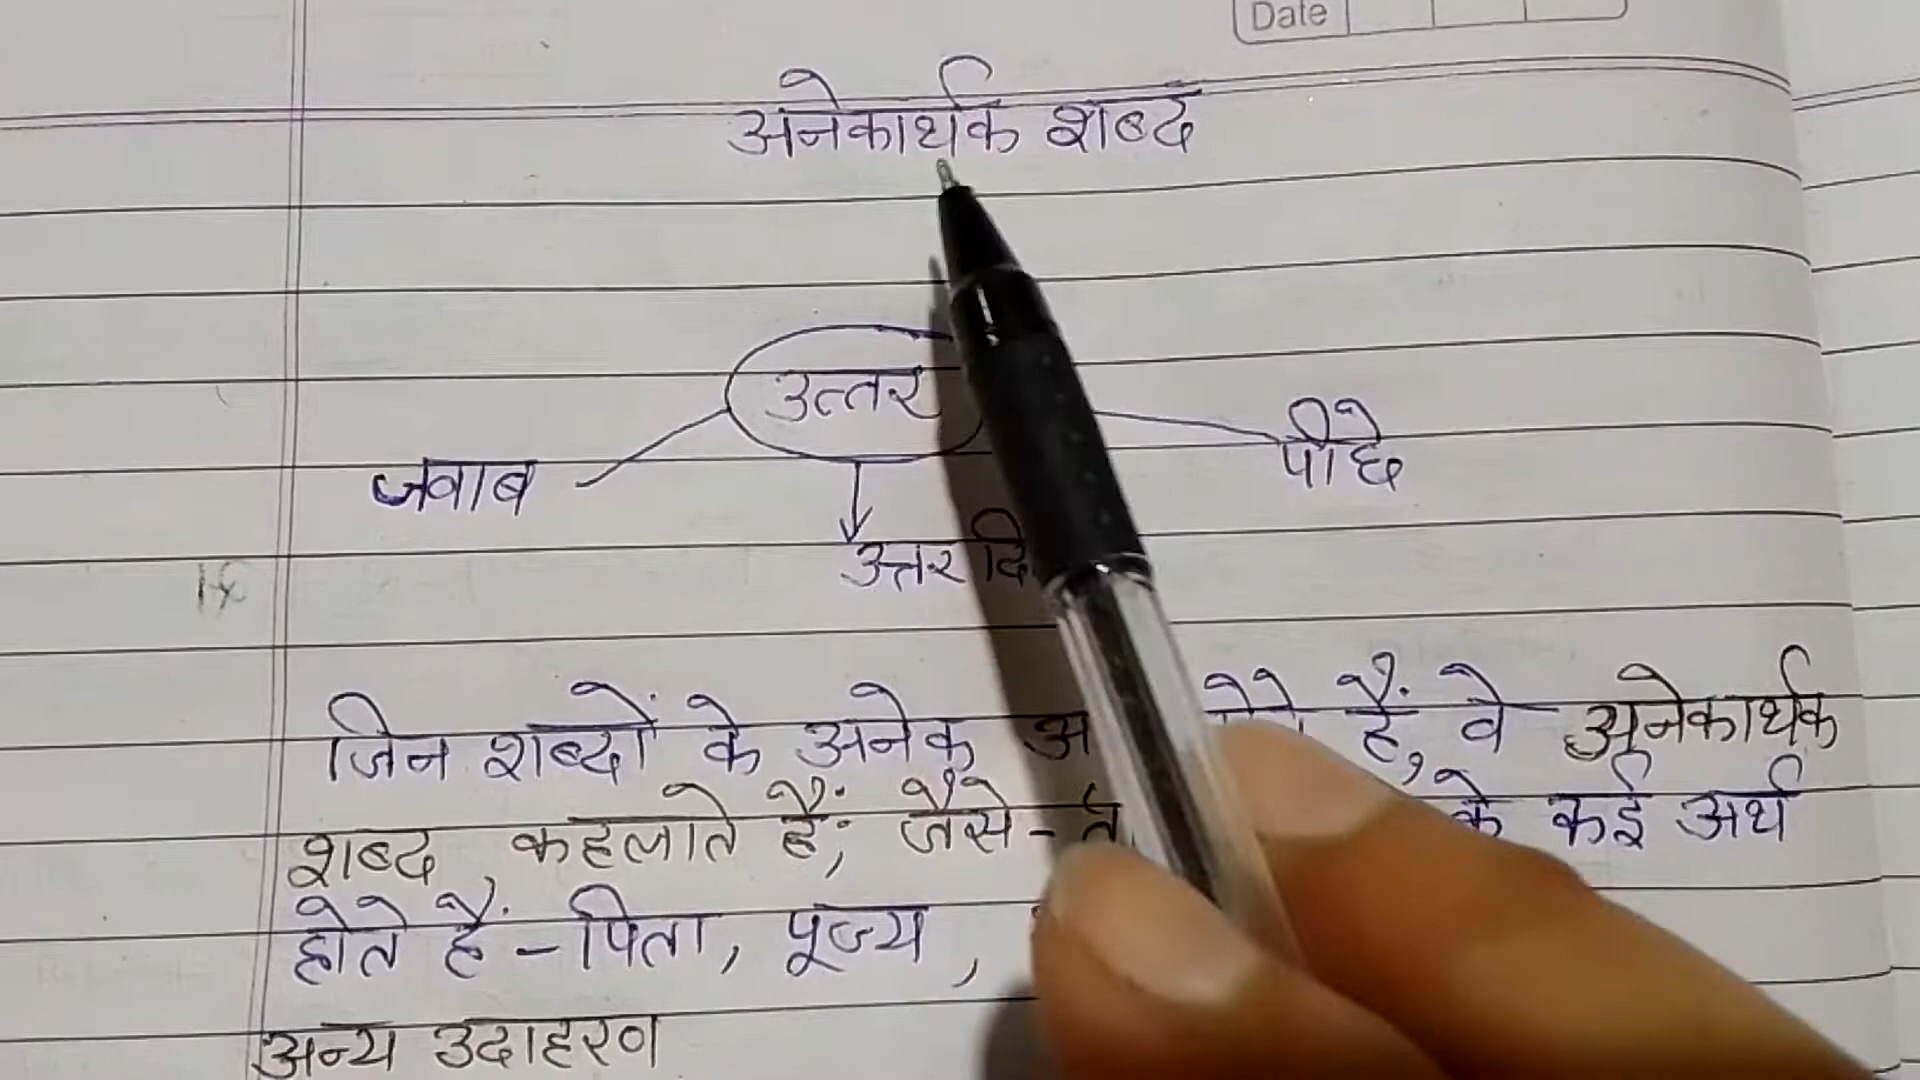 Date
अनेकार्थक शब्द
उत्तर
जवाब
पीछे
उत्तर
जिन शब्दों के अनेक हैं, वे अनेकार्थक
शब्द कहलाते हैं; जैसे- के कई अर्थ
होते हैं - पिता, पूज्य,
अन्य उदाहरण